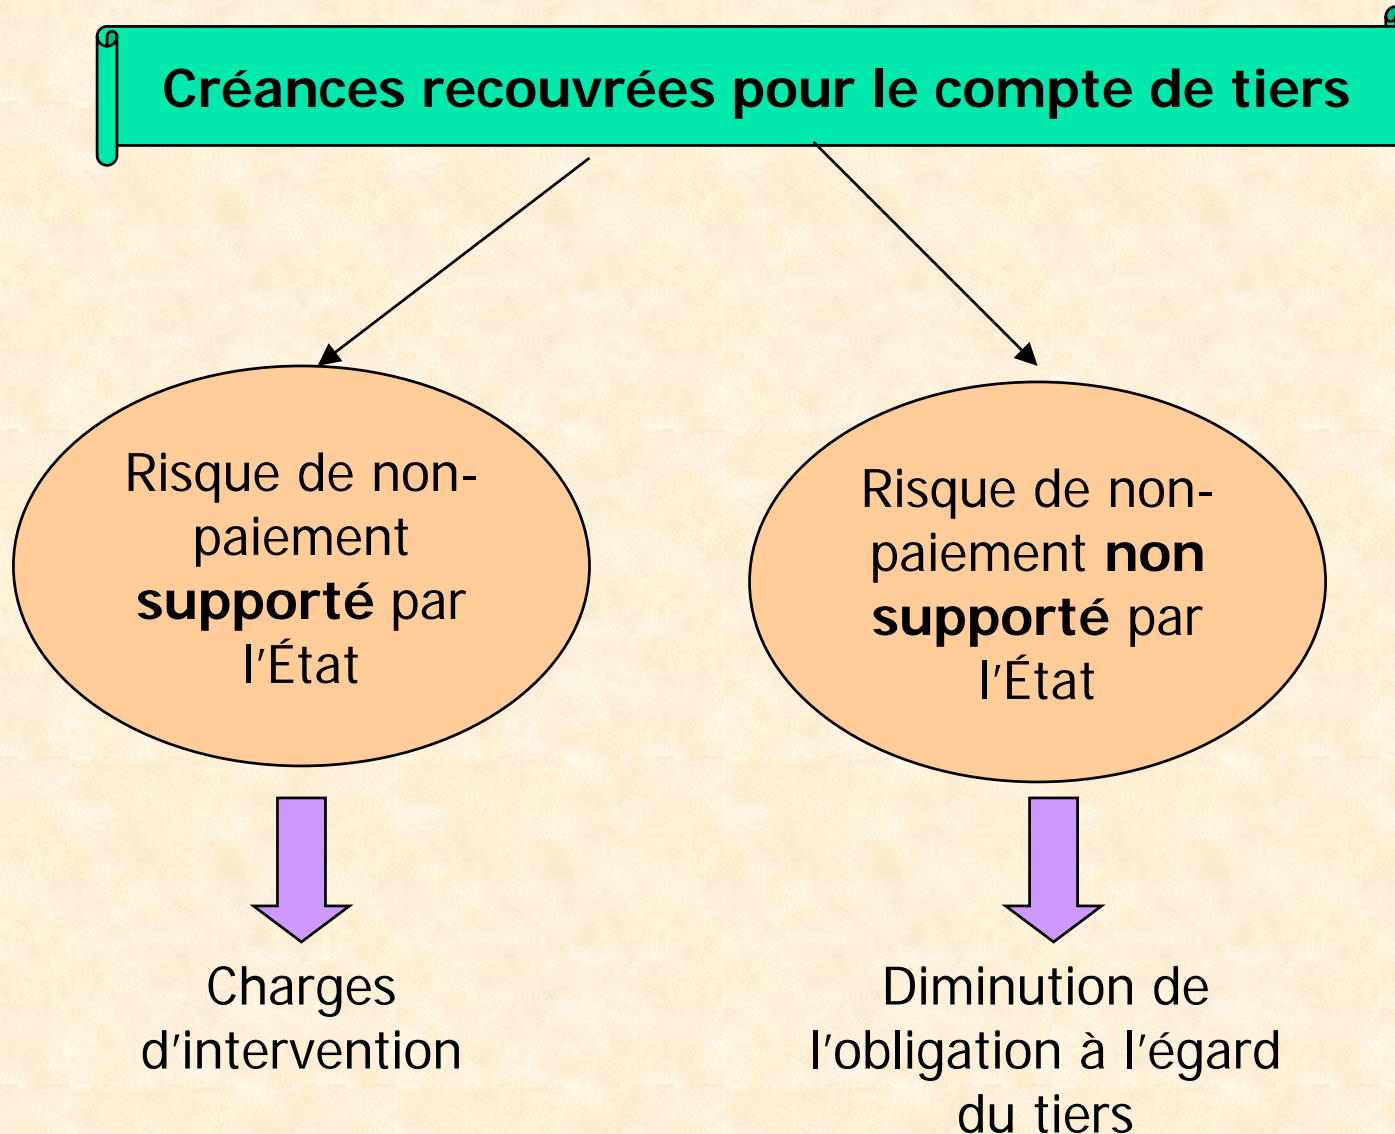 Créances recouvrées pour le compte de tiers
Risque de non-
paiement
supporté par
l'État
Risque de non-
paiement non
supporté par
l'État
Charges
d'intervention
Diminution de
l'obligation à l'égard
du tiers